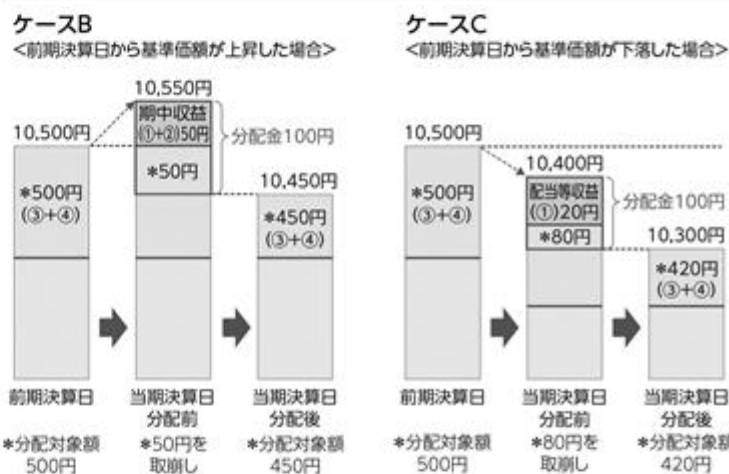 ケースB
<前期決算日から基準価額が上昇した場合>
10,550円
期中収益
(①+②)50円
分配金100円
10,500円
*50円
*500円
(③+④)
10,450円
*450円
(③+④)
前期決算日
当期決算日
分配前
当期決算日
分配後
*分配対象額
500円
*50円を
取崩し
*分配対象額
450円
ケースC
<前期決算日から基準価額が下落した場合>
10,500円
10,400円
*500円
(③+④)
配当等収益
(①)20円
分配金100円
*80円
10,300円
*420円
(③+④)
前期決算日
当期決算日
分配前
当期決算日
分配後
*分配対象額
500円
*80円を
取崩し
*分配対象額
420円